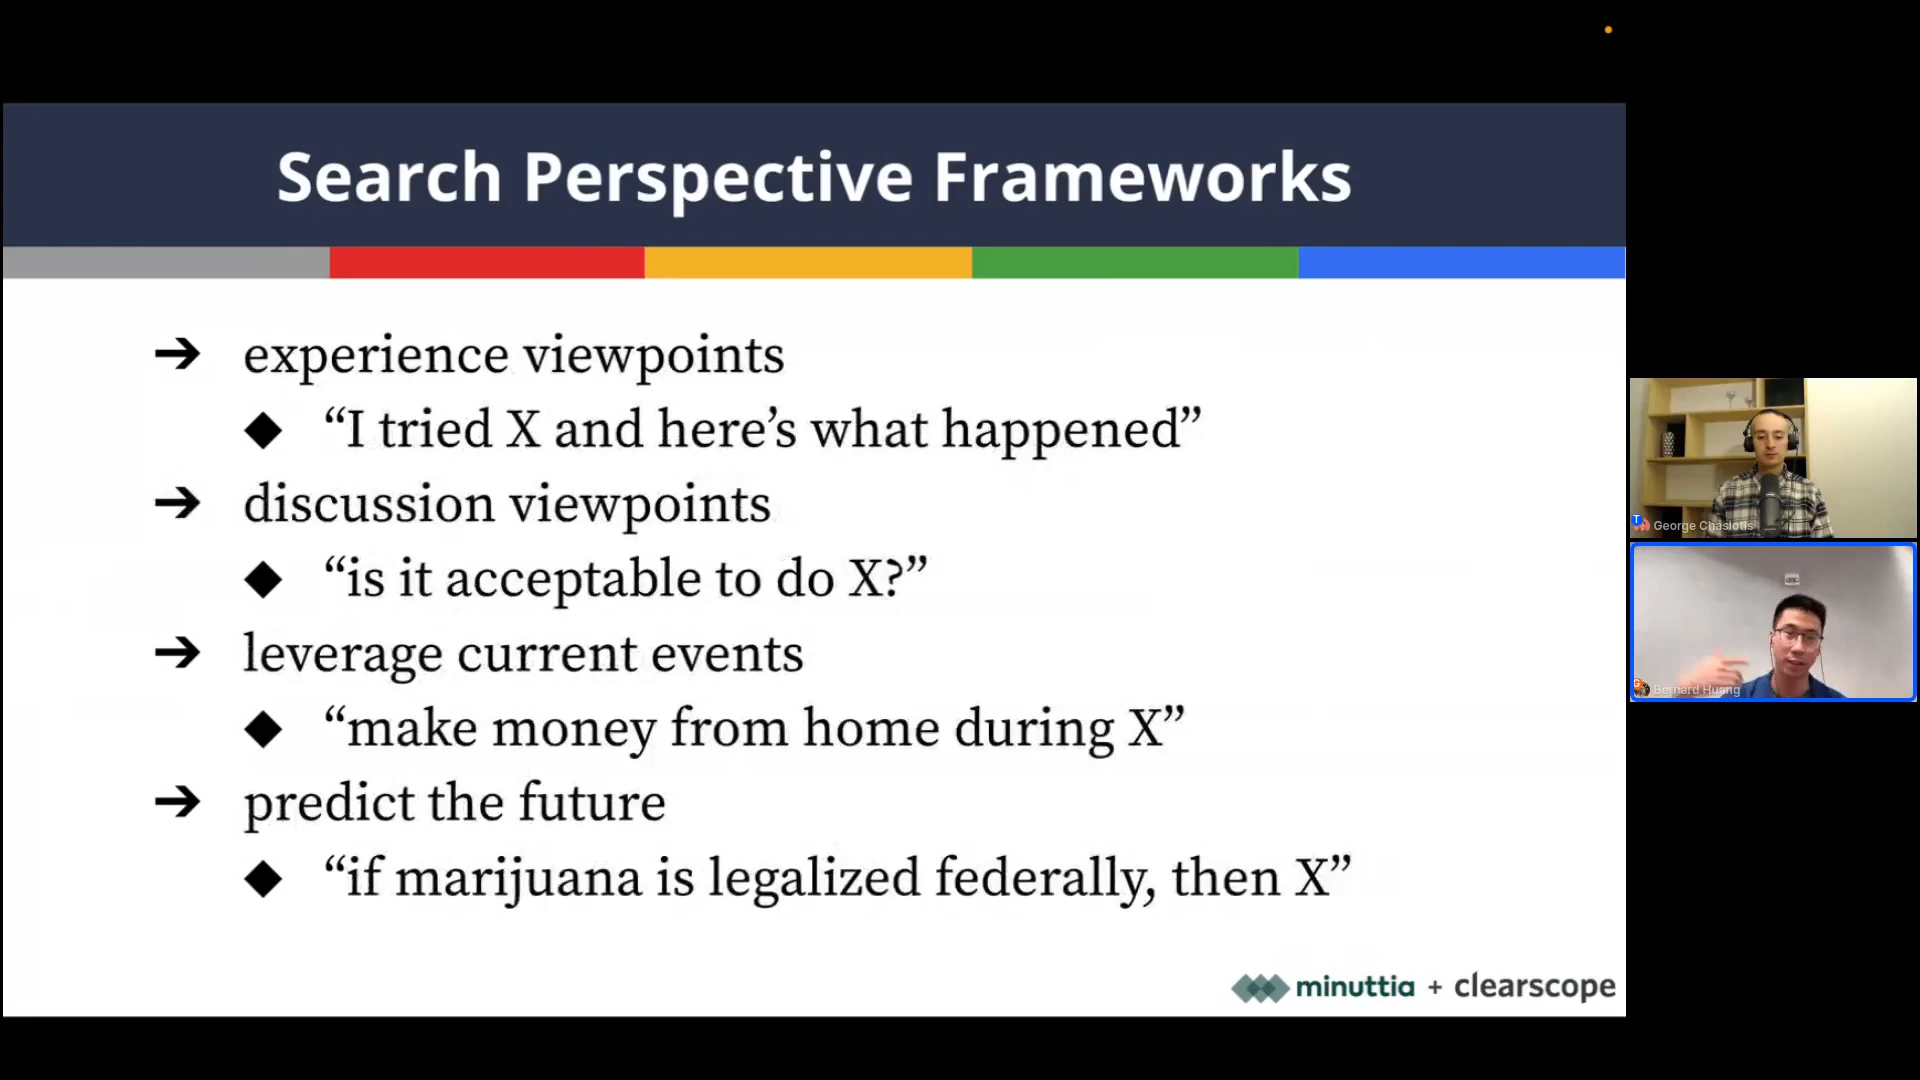 Search Perspective Frameworks
➔ experience viewpoints
◆ “I tried X and here’s what happened”
➔ discussion viewpoints
◆ “is it acceptable to do X?”
➔ leverage current events
◆ “make money from home during X”
➔ predict the future
◆ “if marijuana is legalized federally, then X”
minuttia + clearscope
George Chasiotis
Bernard Huang